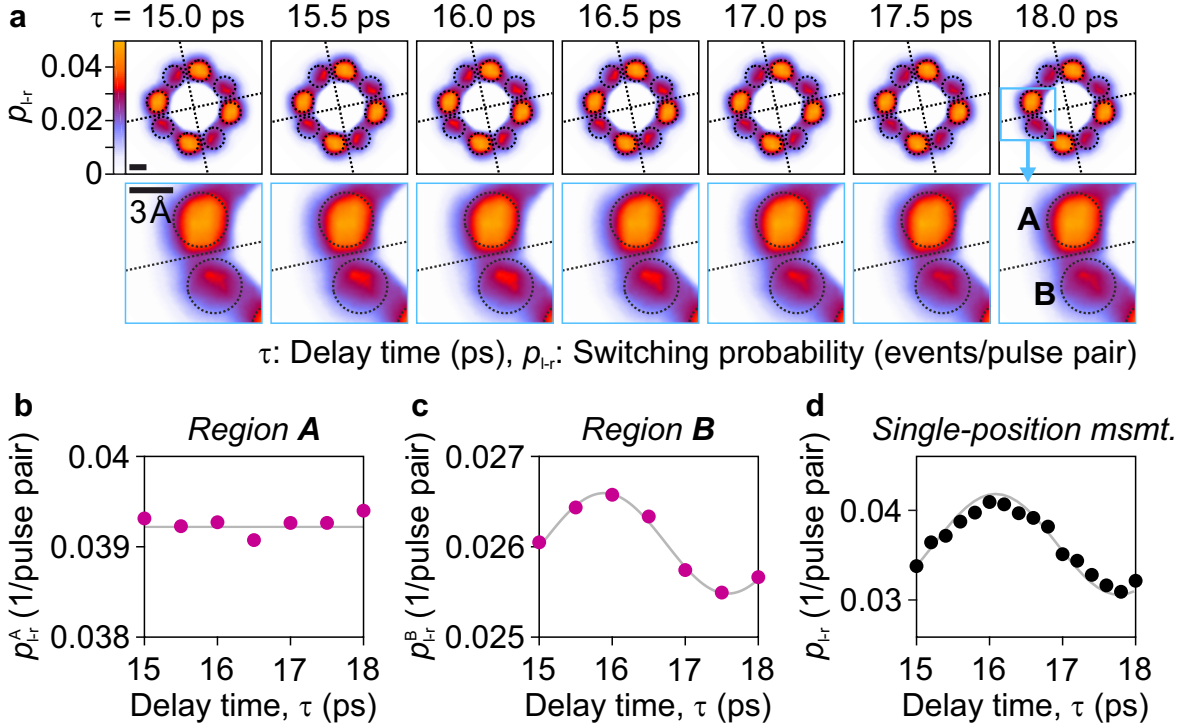 a
τ = 15.0 ps 15.5 ps 16.0 ps 16.5 ps 17.0 ps 17.5 ps 18.0 ps
p_l-r
0.04
0.02
0
3 Å
A
B
τ: Delay time (ps), p_l-r: Switching probability (events/pulse pair)
b
Region A
p^A_l-r (1/pulse pair)
0.04
0.039
0.038
15 16 17 18
Delay time, τ (ps)
c
Region B
p^B_l-r (1/pulse pair)
0.027
0.026
0.025
15 16 17 18
Delay time, τ (ps)
d
Single-position msmt.
p_l-r (1/pulse pair)
0.04
0.03
15 16 17 18
Delay time, τ (ps)